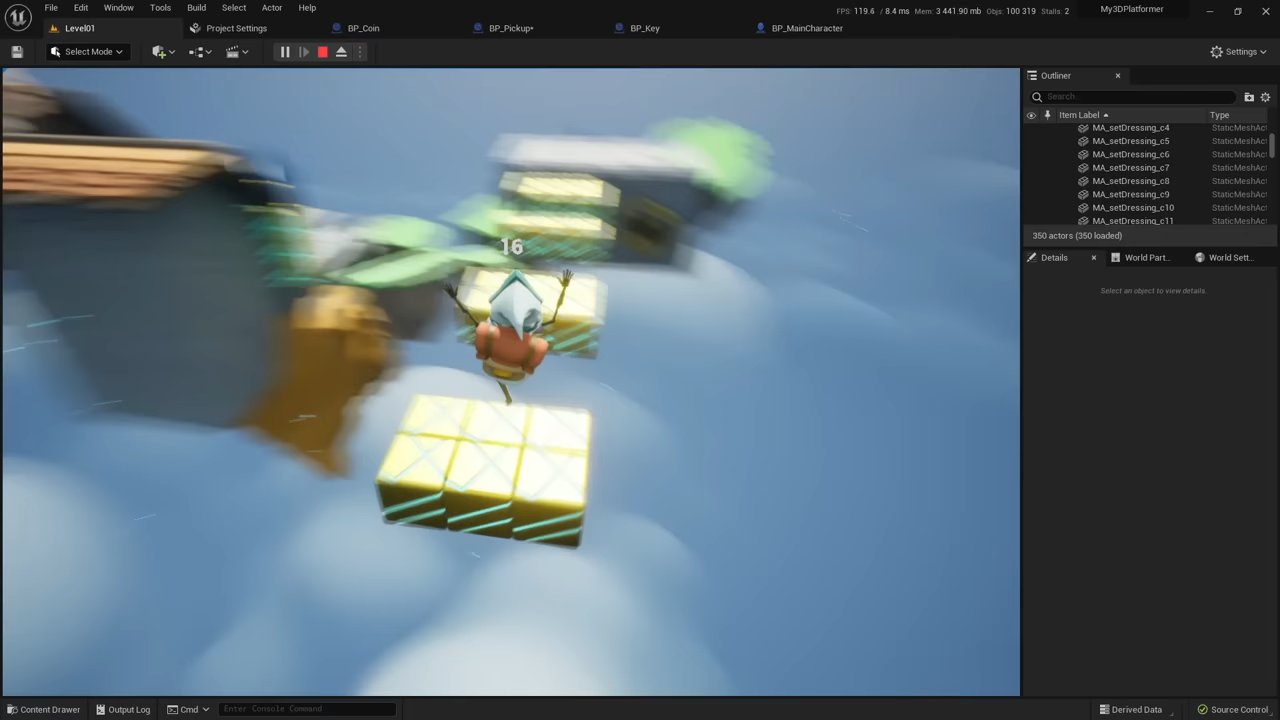 File Edit Window Tools Build Select Actor Help
FPS: 119.6 / 8.4 ms Mem: 3 441.90 mb Objs: 100 319 Stalls: 2
My3DPlatformer
Level01
Project Settings
BP_Coin
BP_Pickup*
BP_Key
BP_MainCharacter
Select Mode
Settings
Outliner
Search
Item Label Type
MA_setDressing_c4 StaticMeshAct
MA_setDressing_c5 StaticMeshAct
MA_setDressing_c6 StaticMeshAct
MA_setDressing_c7 StaticMeshAct
MA_setDressing_c8 StaticMeshAct
MA_setDressing_c9 StaticMeshAct
MA_setDressing_c10 StaticMeshAct
MA_setDressing_c11 StaticMeshAct
350 actors (350 loaded)
Details
World Part...
World Sett...
Select an object to view details.
16
Content Drawer
Output Log
Cmd
Enter Console Command
Derived Data
Source Control